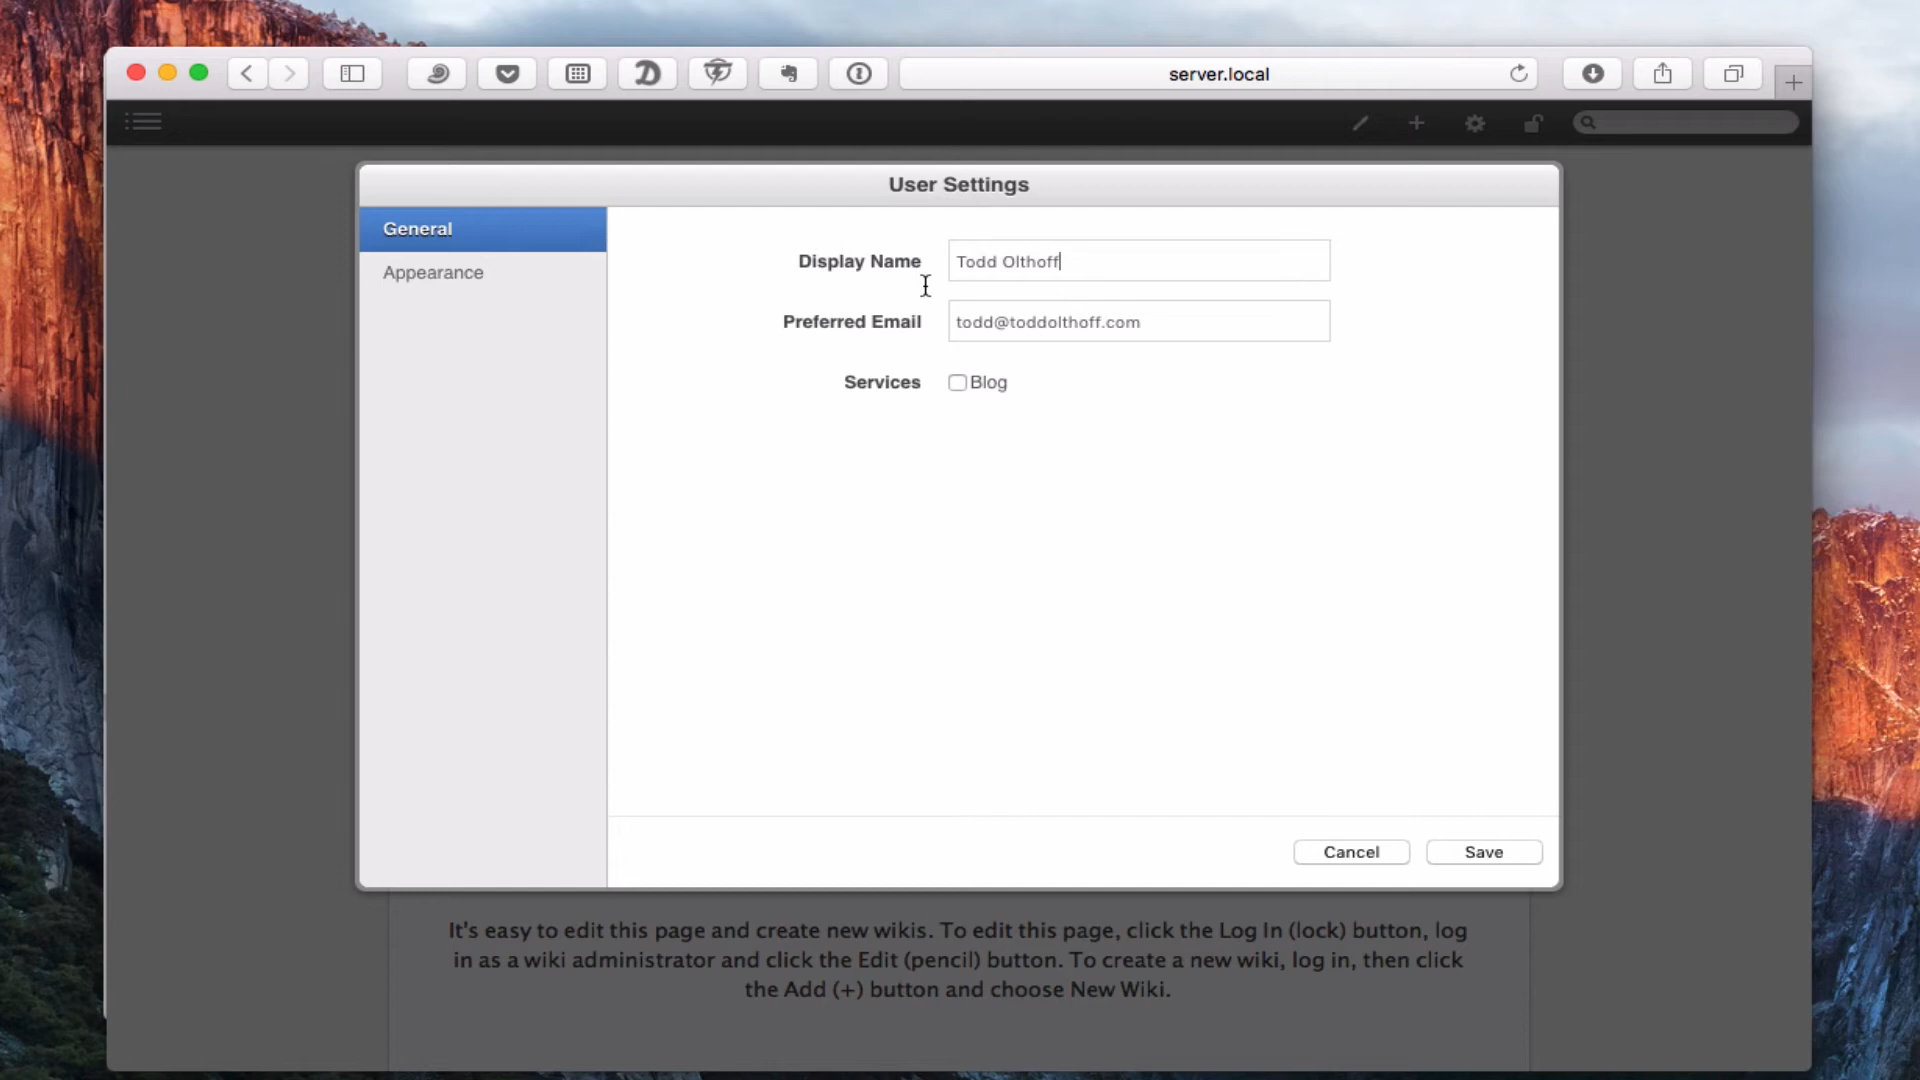 server.local
User Settings
General
Appearance
Display Name
Todd Olthoff
Preferred Email
todd@toddolthoff.com
Services
Blog
Cancel
Save
It's easy to edit this page and create new wikis. To edit this page, click the Log In (lock) button, log
in as a wiki administrator and click the Edit (pencil) button. To create a new wiki, log in, then click
the Add (+) button and choose New Wiki.